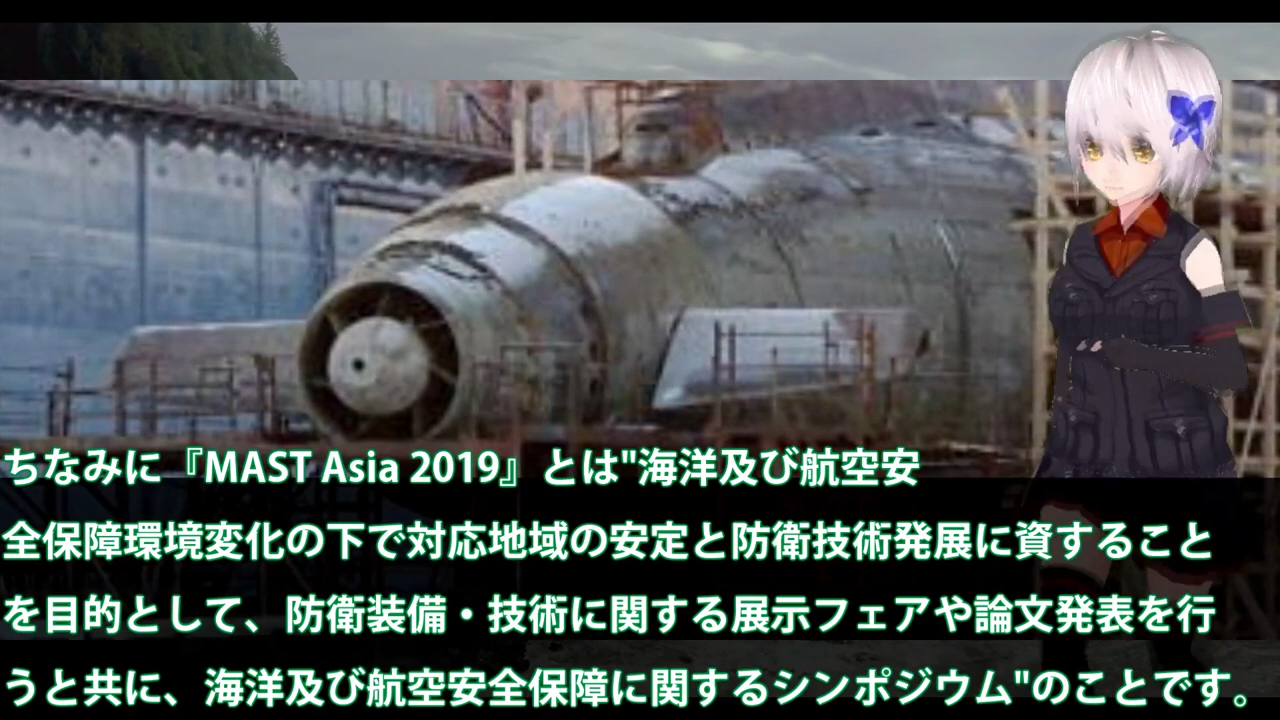 ちなみに『MAST Asia 2019』とは"海洋及び航空安
全保障環境変化の下で対応地域の安定と防衛技術発展に資すること
を目的として、防衛装備・技術に関する展示フェアや論文発表を行
うと共に、海洋及び航空安全保障に関するシンポジウム"のことです。